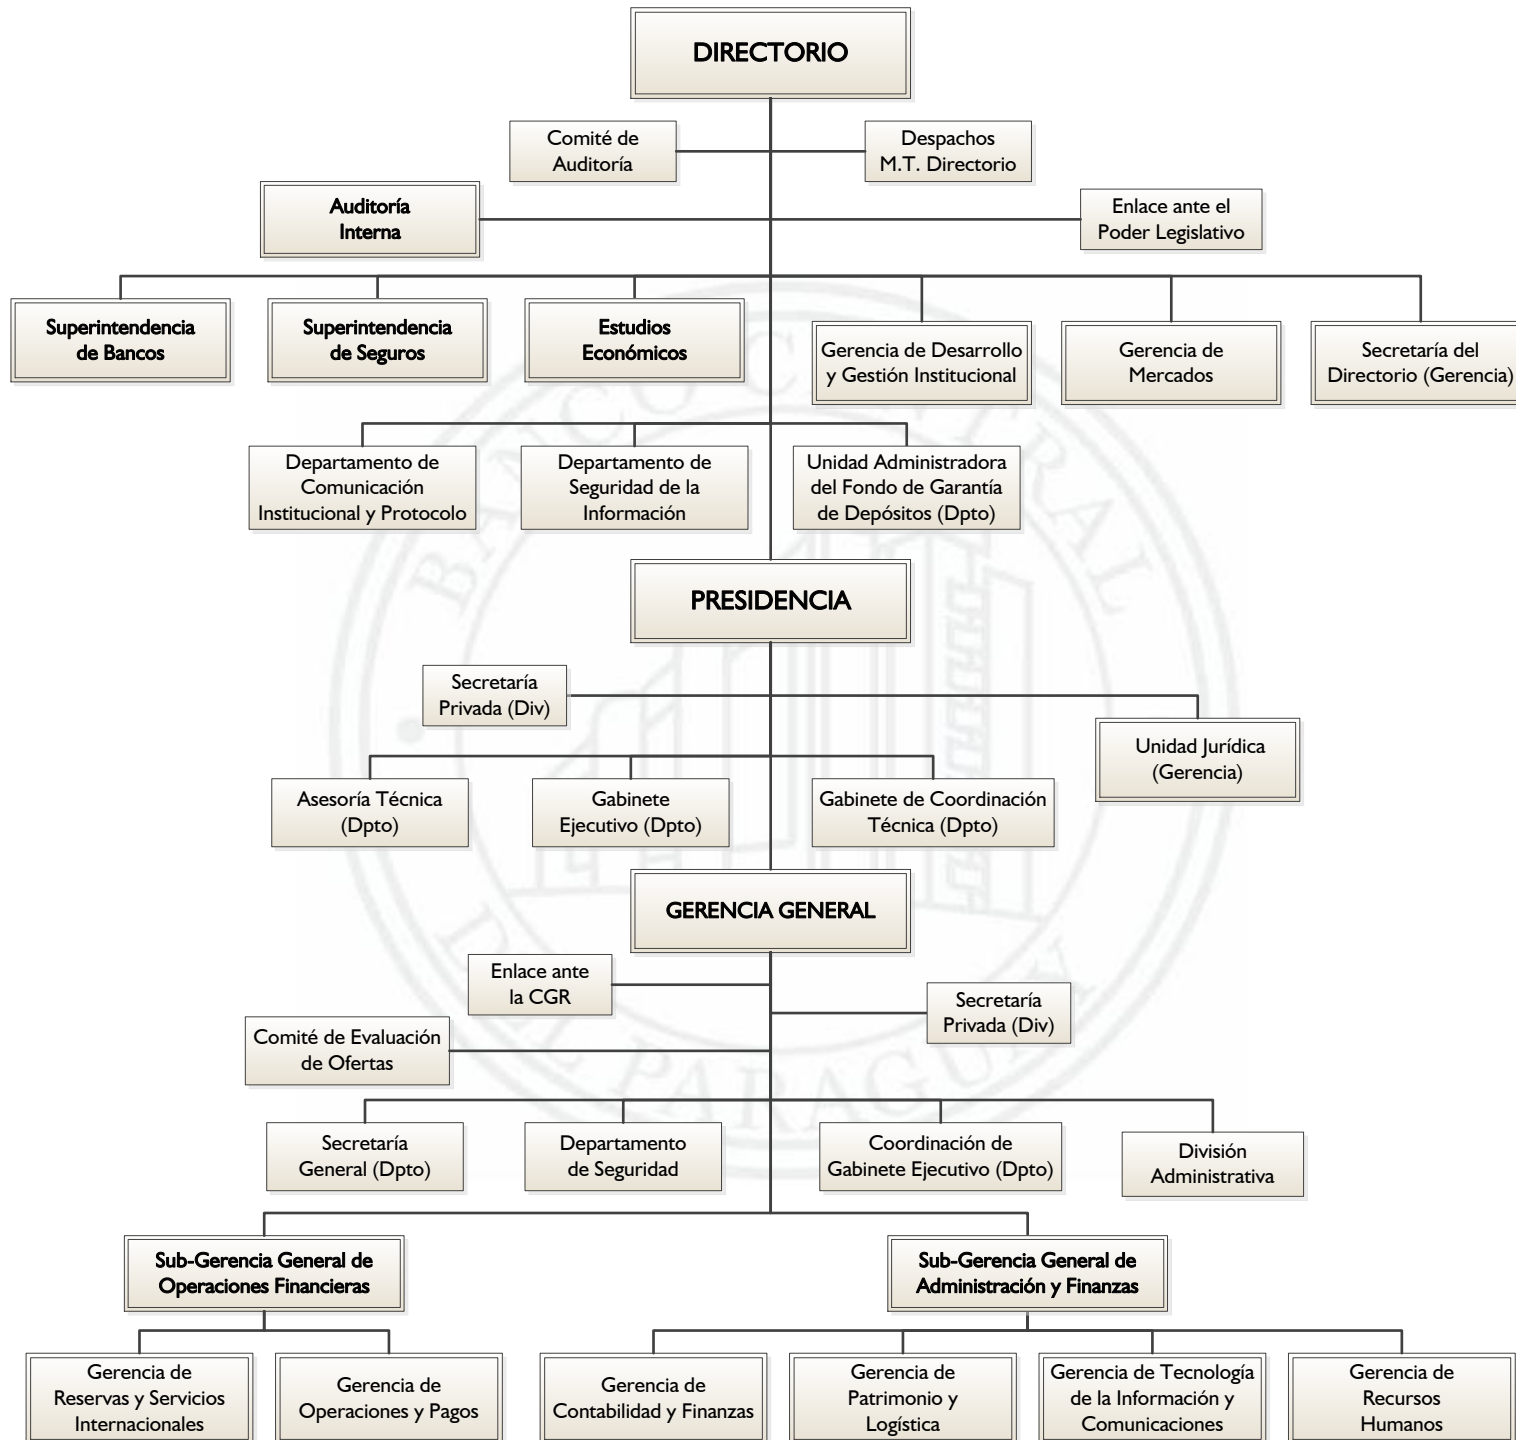 DIRECTORIO
Comité de
Auditoría
Despachos
M.T. Directorio
Auditoría
Interna
Enlace ante el
Poder Legislativo
Superintendencia
de Bancos
Superintendencia
de Seguros
Estudios
Económicos
Gerencia de Desarrollo
y Gestión Institucional
Gerencia de
Mercados
Secretaría del
Directorio (Gerencia)
Departamento de
Comunicación
Institucional y Protocolo
Departamento de
Seguridad de la
Información
Unidad Administradora
del Fondo de Garantía
de Depósitos (Dpto)
PRESIDENCIA
Secretaría
Privada (Div)
Unidad Jurídica
(Gerencia)
Asesoría Técnica
(Dpto)
Gabinete
Ejecutivo (Dpto)
Gabinete de Coordinación
Técnica (Dpto)
GERENCIA GENERAL
Enlace ante
la CGR
Secretaría
Privada (Div)
Comité de Evaluación
de Ofertas
Secretaría
General (Dpto)
Departamento
de Seguridad
Coordinación de
Gabinete Ejecutivo (Dpto)
División
Administrativa
Sub-Gerencia General de
Operaciones Financieras
Sub-Gerencia General de
Administración y Finanzas
Gerencia de
Reservas y Servicios
Internacionales
Gerencia de
Operaciones y Pagos
Gerencia de
Contabilidad y Finanzas
Gerencia de
Patrimonio y
Logística
Gerencia de Tecnología
de la Información y
Comunicaciones
Gerencia de
Recursos
Humanos
BANCO CENTRAL
DEL PARAGUAY